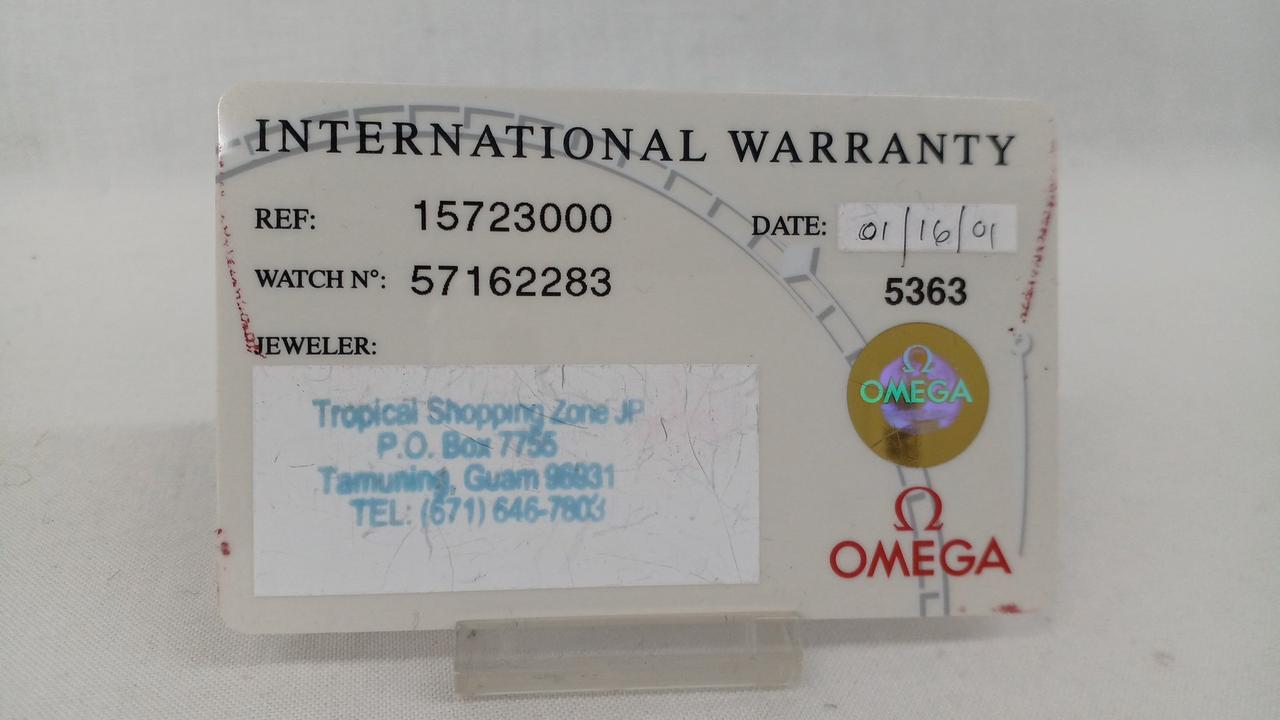 INTERNATIONAL WARRANTY
REF: 15723000
DATE: 01/16/01
WATCH N°: 57162283
5363
JEWELER:
Tropical Shopping Zone JP
P.O. Box 7755
Tamuning, Guam 96931
TEL: (671) 646-7803
Ω
OMEGA
Ω
OMEGA